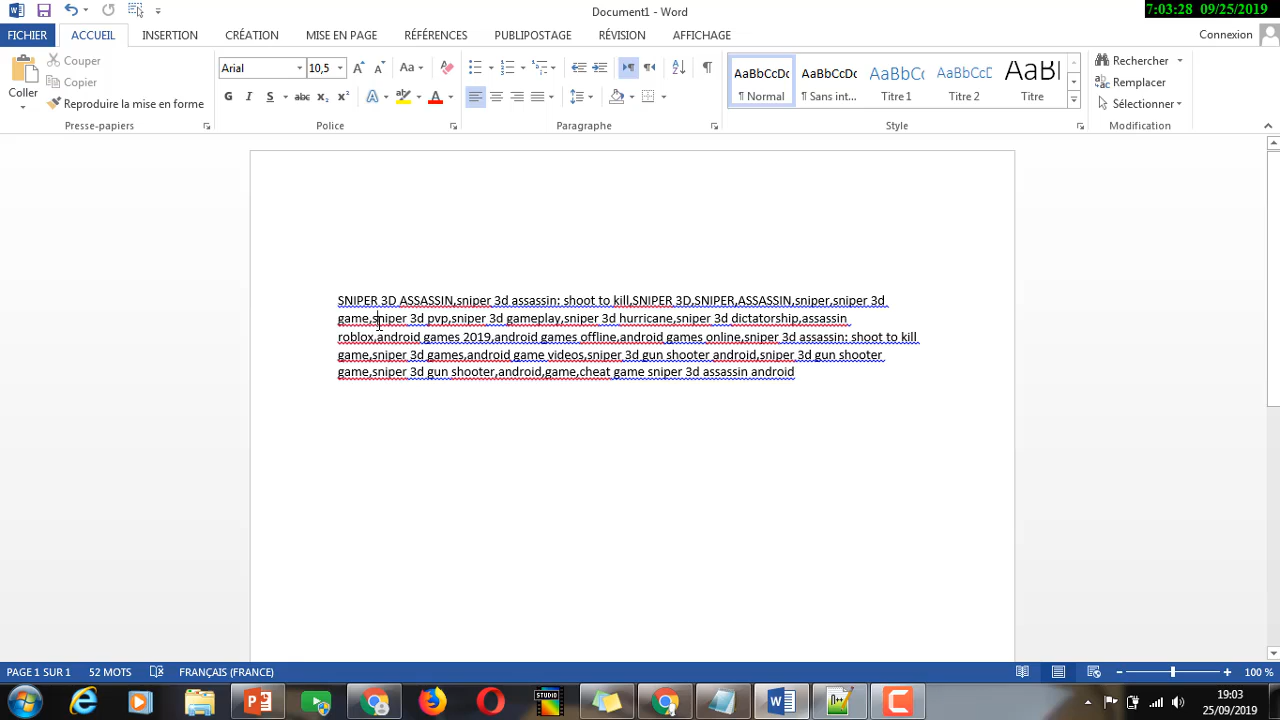 Document1 - Word
7:03:28 09/25/2019
FICHIER ACCUEIL INSERTION CRÉATION MISE EN PAGE RÉFÉRENCES PUBLIPOSTAGE RÉVISION AFFICHAGE Connexion
Coller
Couper
Copier
Reproduire la mise en forme
Presse-papiers
Arial 10,5
Police
Paragraphe
AaBbCcDc AaBbCcDc AaBbCc AaBbCcDc AaBl
¶ Normal ¶ Sans int... Titre 1 Titre 2 Titre
Style
Rechercher
Remplacer
Sélectionner
Modification
SNIPER 3D ASSASSIN,sniper 3d assassin: shoot to kill,SNIPER 3D,SNIPER,ASSASSIN,sniper,sniper 3d
game,sniper 3d pvp,sniper 3d gameplay,sniper 3d hurricane,sniper 3d dictatorship,assassin
roblox,android games 2019,android games offline,android games online,sniper 3d assassin: shoot to kill
game,sniper 3d games,android game videos,sniper 3d gun shooter android,sniper 3d gun shooter
game,sniper 3d gun shooter,android,game,cheat game sniper 3d assassin android
PAGE 1 SUR 1 52 MOTS FRANÇAIS (FRANCE) 100 %
STUDIO
19:03
25/09/2019